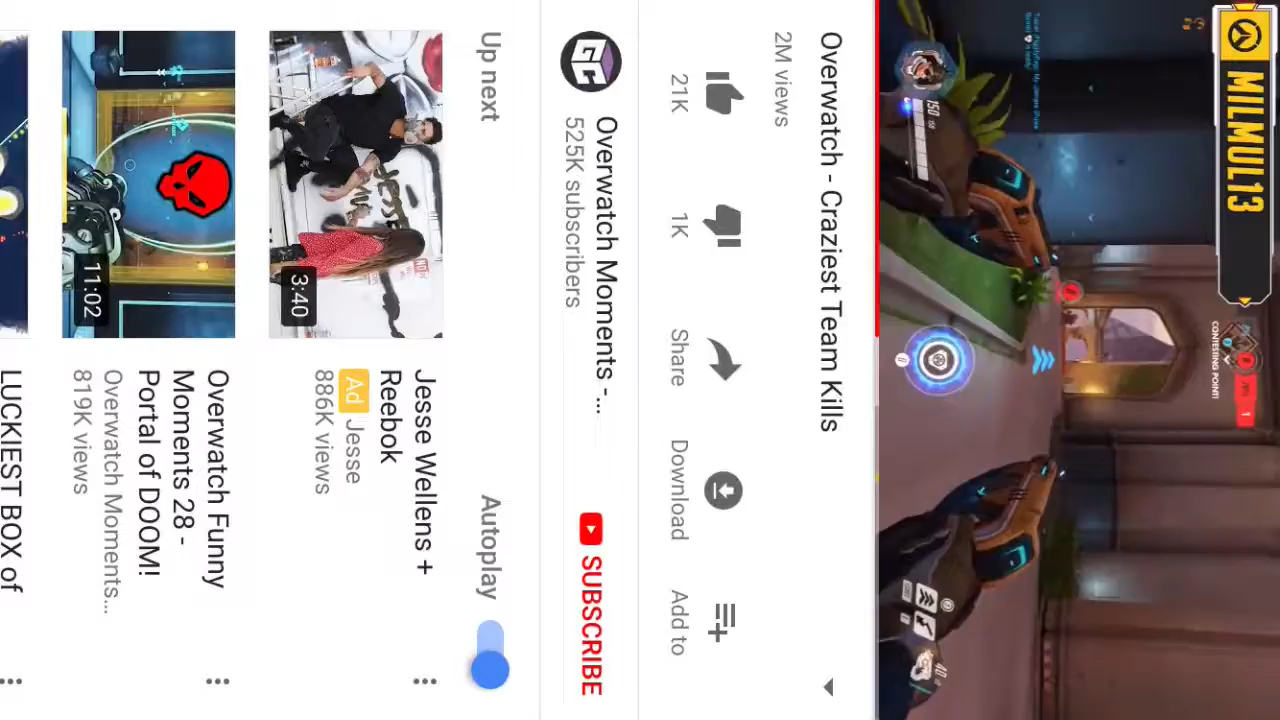 MILMUL13
CONTESTING POINT!
150
40
Overwatch - Craziest Team Kills
2M views
21K
1K
Share
Download
Add to
Overwatch Moments -...
525K subscribers
SUBSCRIBE
Up next
Autoplay
3:40
Jesse Wellens +
Reebok
Ad Jesse
886K views
11:02
Overwatch Funny
Moments 28 -
Portal of DOOM!
Overwatch Moments...
819K views
LUCKIEST BOX of